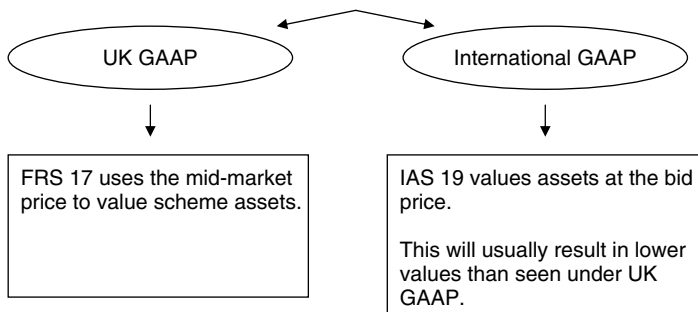 UK GAAP
International GAAP
FRS 17 uses the mid-market
price to value scheme assets.
IAS 19 values assets at the bid
price.
This will usually result in lower
values than seen under UK
GAAP.